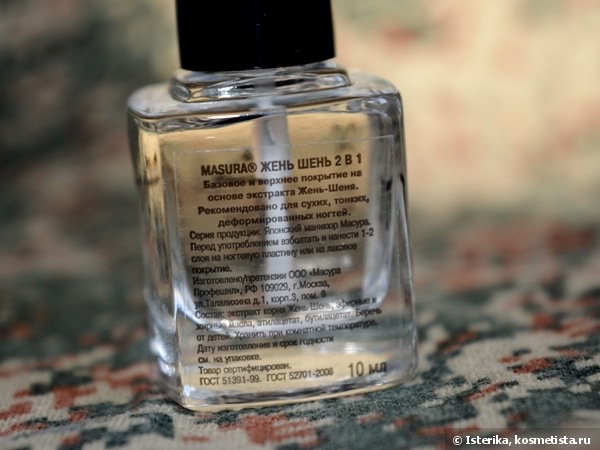 MASURA® ЖЕНЬ ШЕНЬ 2 В 1
Базовое и верхнее покрытие на
основе экстракта Жень-Шеня.
Рекомендовано для сухих, тонких,
деформированных ногтей.
Серия продукции: Японский маникюр Масура.
Перед употреблением взболтать и нанести 1-2
слоя на ногтевую пластину или на лаковое
покрытие.
Изготовлено/претензии ООО «Масура
Профешнл», РФ 109029, г.Москва,
ул.Талалихина д.1, корп.3, пом. 9
Состав: экстракт корня Жень Шень, эфирные и
жирные масла, этилацетат, бутилацетат. Беречь
от детей. Хранить при комнатной температуре.
Дату изготовления и срок годности
см. на упаковке.
Товар сертифицирован.
ГОСТ 51391-99. ГОСТ 52701-2006
10 мл
© Isterika, kosmetista.ru